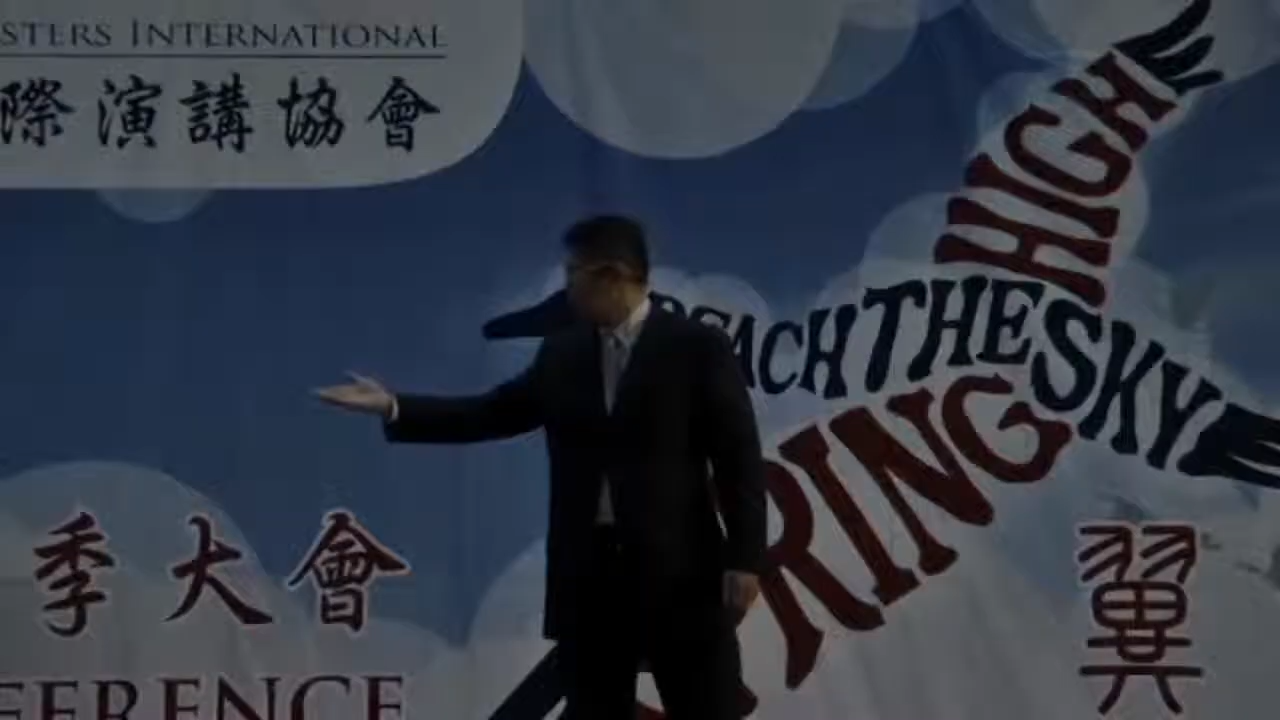 STERS INTERNATIONAL
際演講協會
HIGH
REACH THE SKY
RING
季大會
翼
FERENCE